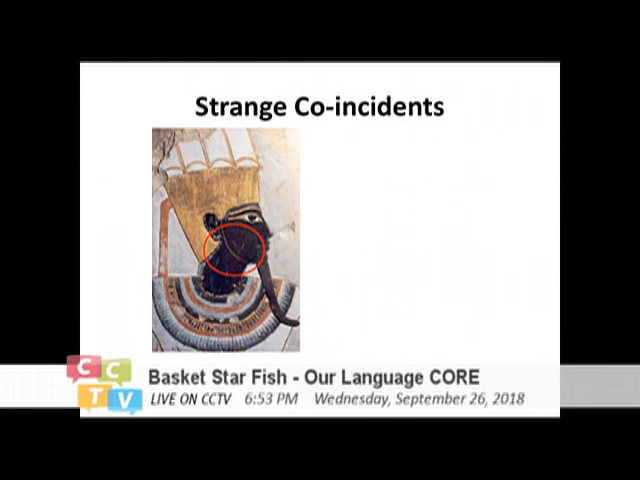 Strange Co-incidents
CCTV
Basket Star Fish - Our Language CORE
LIVE ON CCTV 6:53 PM Wednesday, September 26, 2018